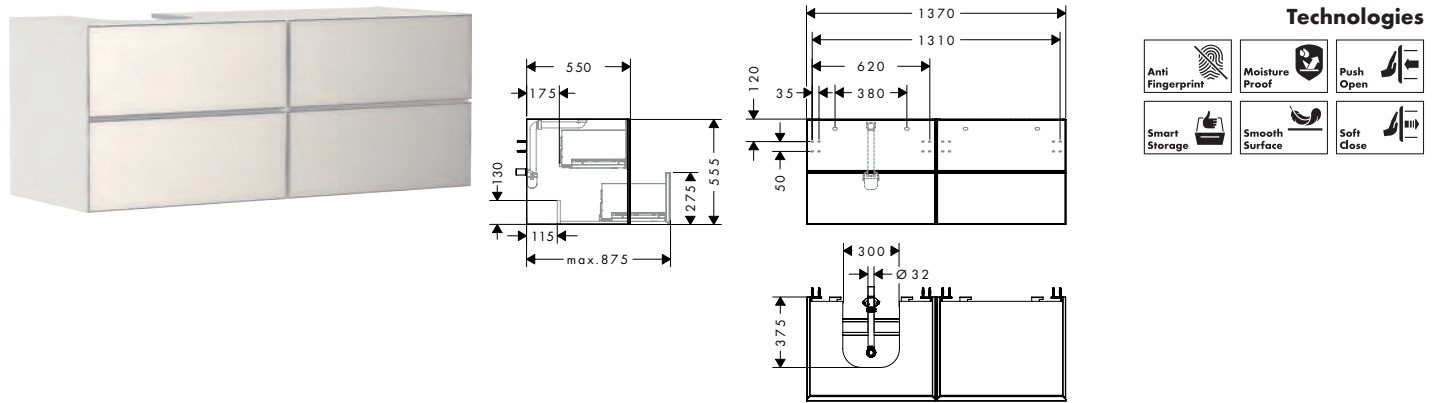 Technologies
Anti
Fingerprint
Moisture
Proof
Push
Open
Smart
Storage
Smooth
Surface
Soft
Close
550
175
130
115
max.875
275
555
1370
1310
620
35
380
120
50
300
Ø 32
375